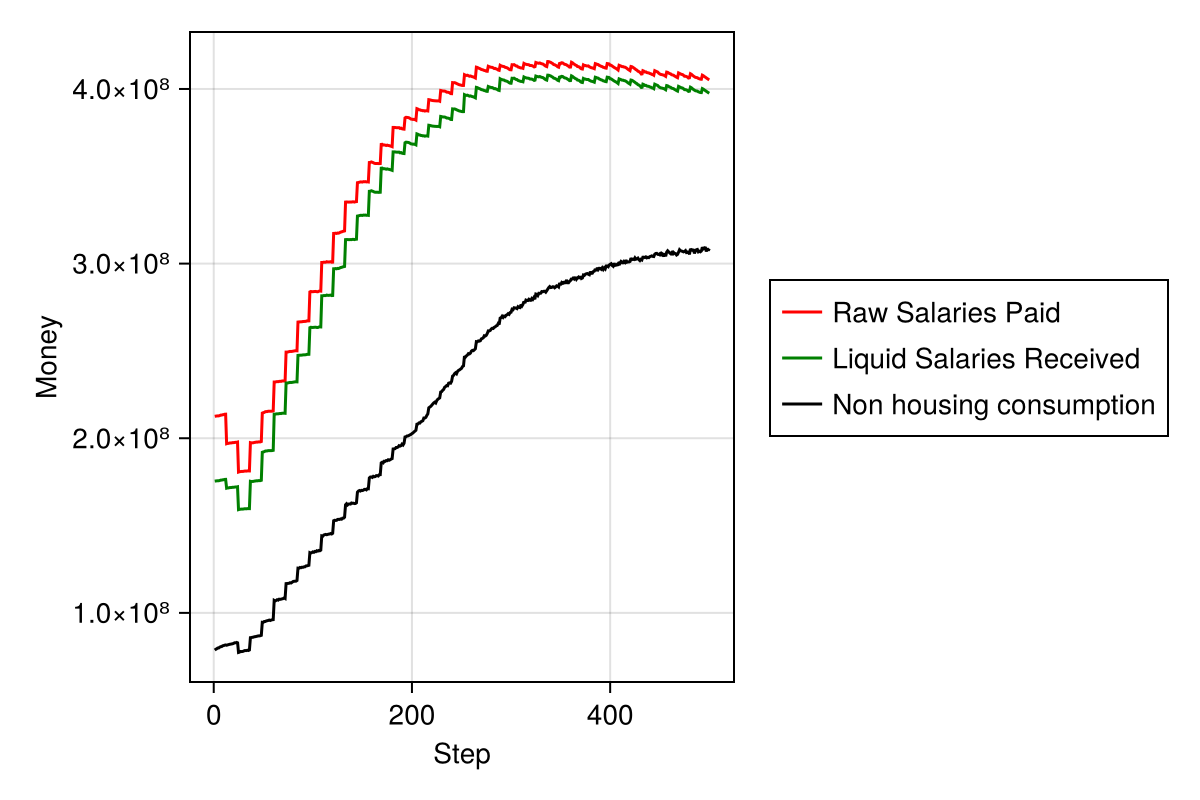 Money
4.0×10⁸
3.0×10⁸
2.0×10⁸
1.0×10⁸
0
200
400
Step
Raw Salaries Paid
Liquid Salaries Received
Non housing consumption